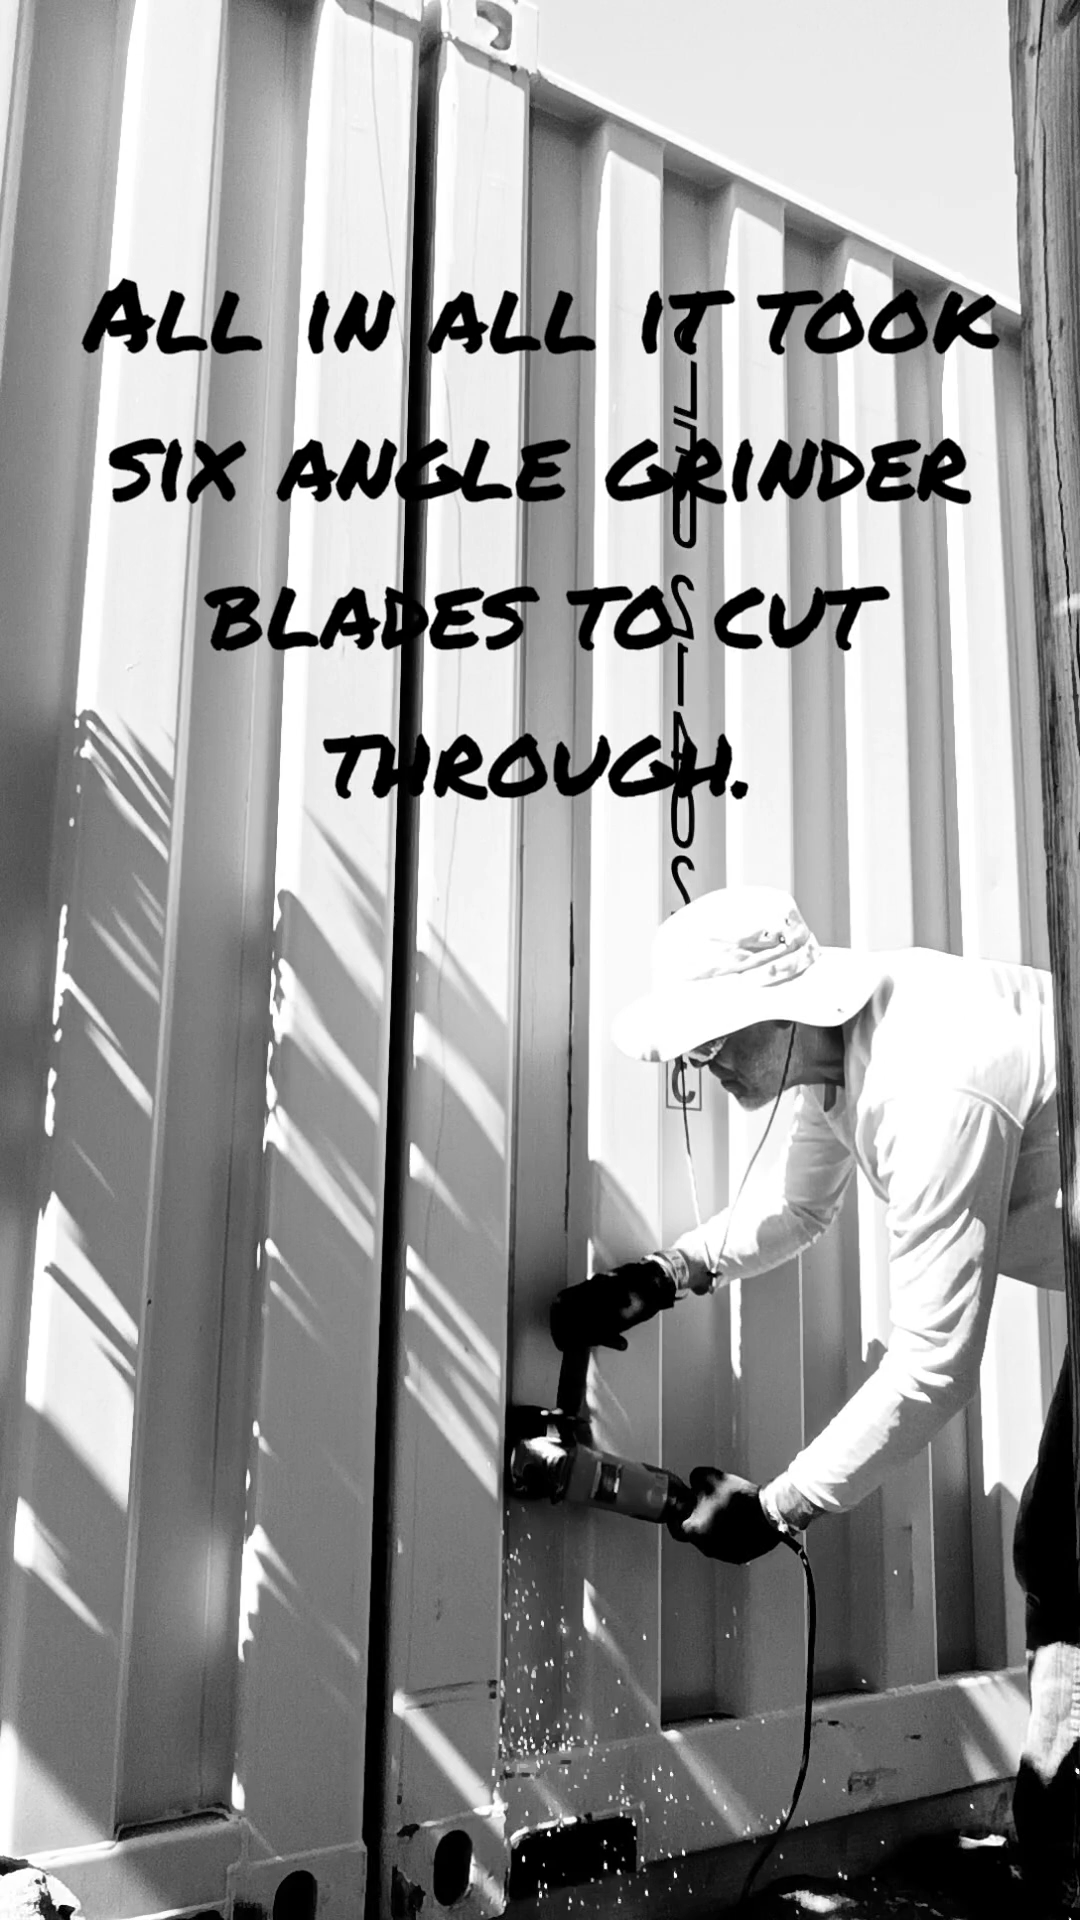 ALL IN ALL IT TOOK
SIX ANGLE GRINDER
BLADES TO CUT
THROUGH.